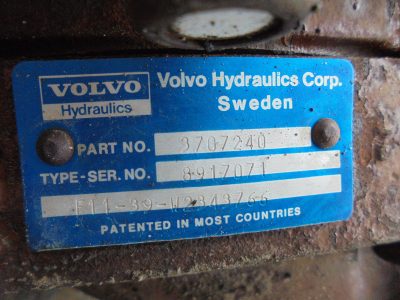 VOLVO
Hydraulics
Volvo Hydraulics Corp.
Sweden
PART NO. 3707240
TYPE-SER.NO. 8917071
F11-39-W2843766
PATENTED IN MOST COUNTRIES